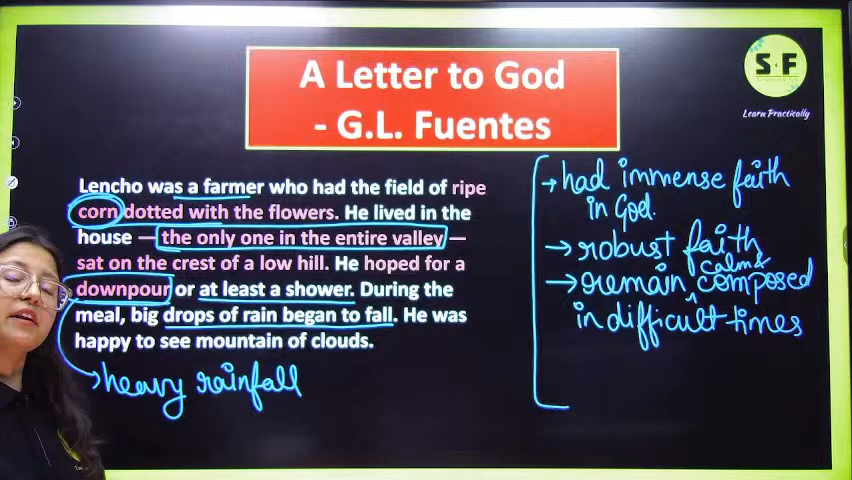 A Letter to God
- G.L. Fuentes
S F
Learn Practically
Lencho was a farmer who had the field of ripe
corn dotted with the flowers. He lived in the
house — the only one in the entire valley —
sat on the crest of a low hill. He hoped for a
downpour or at least a shower. During the
meal, big drops of rain began to fall. He was
happy to see mountain of clouds.
heavy rainfall
→ had immense faith
in God.
→ robust faith
calm &
→ remain ^ composed
in difficult times